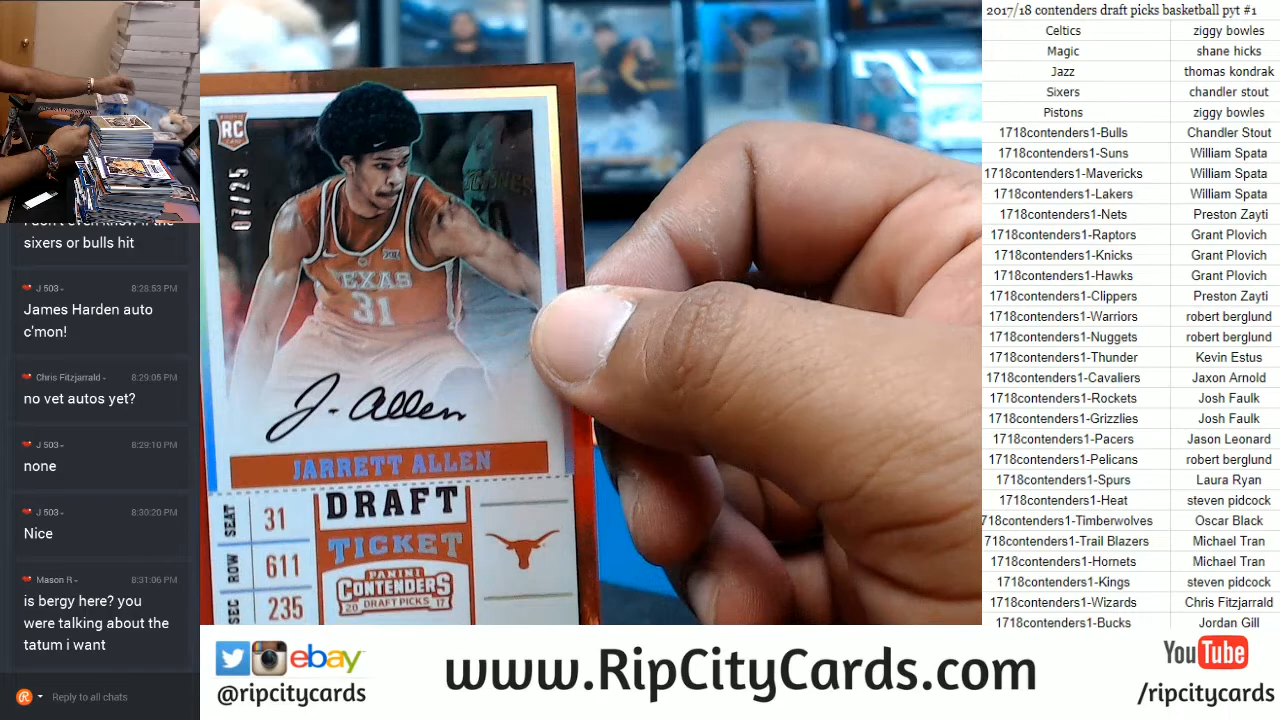 sixers or bulls hit
J 503 8:28:53 PM
James Harden auto
c'mon!
Chris Fitzjarrald 8:29:05 PM
no vet autos yet?
J 503 8:29:10 PM
none
J 503 8:30:20 PM
Nice
Mason R 8:31:06 PM
is bergy here? you
were talking about the
tatum i want
Reply to all chats
RC
07/25
TEXAS
31
J. Allen
JARRETT ALLEN
DRAFT
TICKET
PANINI
CONTENDERS
20 DRAFT PICKS 17
SEAT 31
ROW 611
SEC 235
2017/18 contenders draft picks basketball pyt #1
Celtics ziggy bowles
Magic shane hicks
Jazz thomas kondrak
Sixers chandler stout
Pistons ziggy bowles
1718contenders1-Bulls Chandler Stout
1718contenders1-Suns William Spata
1718contenders1-Mavericks William Spata
1718contenders1-Lakers William Spata
1718contenders1-Nets Preston Zayti
1718contenders1-Raptors Grant Plovich
1718contenders1-Knicks Grant Plovich
1718contenders1-Hawks Grant Plovich
1718contenders1-Clippers Preston Zayti
1718contenders1-Warriors robert berglund
1718contenders1-Nuggets robert berglund
1718contenders1-Thunder Kevin Estus
1718contenders1-Cavaliers Jaxon Arnold
1718contenders1-Rockets Josh Faulk
1718contenders1-Grizzlies Josh Faulk
1718contenders1-Pacers Jason Leonard
1718contenders1-Pelicans robert berglund
1718contenders1-Spurs Laura Ryan
1718contenders1-Heat steven pidcock
718contenders1-Timberwolves Oscar Black
718contenders1-Trail Blazers Michael Tran
1718contenders1-Hornets Michael Tran
1718contenders1-Kings steven pidcock
1718contenders1-Wizards Chris Fitzjarrald
1718contenders1-Bucks Jordan Gill
ebay
@ripcitycards
www.RipCityCards.com
YouTube
/ripcitycards